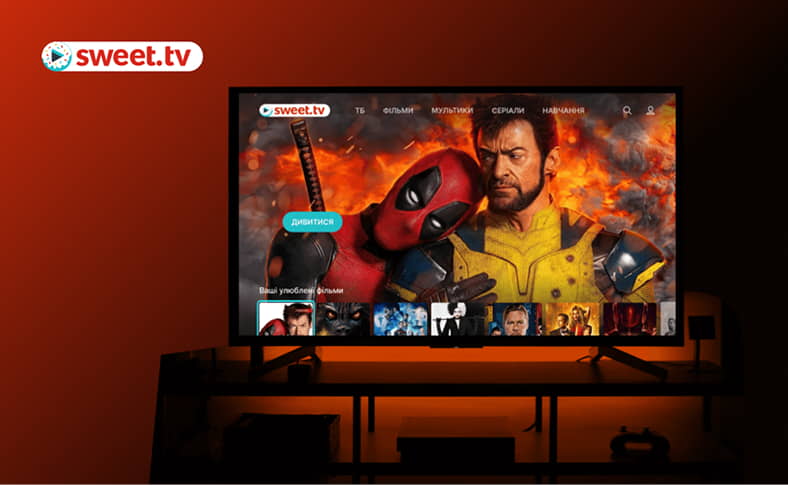 sweet.tv
sweet.tv ТБ ФІЛЬМИ МУЛЬТИКИ СЕРІАЛИ НАВЧАННЯ
ДИВИТИСЯ
Ваші улюблені фільми